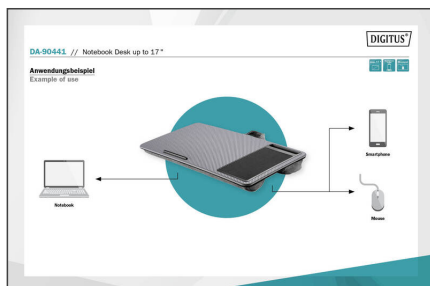 DIGITUS®
DA-90441 // Notebook Desk up to 17"
Anwendungsbeispiel
Example of use
Smartphone
Notebook
Mouse